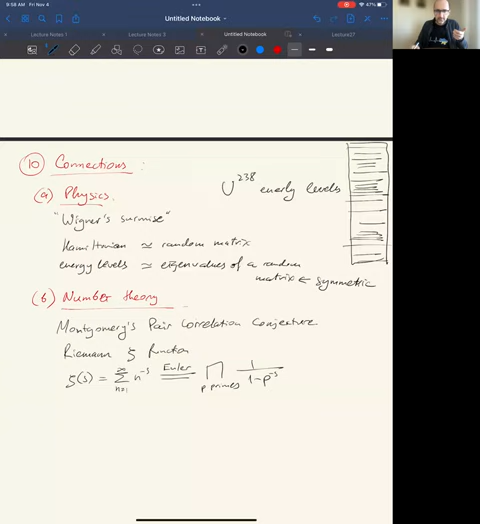 9:58 AM Fri Nov 4
47%
Untitled Notebook
Lecture Notes 1
Lecture Notes 3
Untitled Notebook
Lecture27
10 Connections :
(a) Physics.
U 238 energy levels
"Wigner's surmise"
Hamiltonian ≃ random matrix
energy levels ≃ eigenvalues of a random
matrix ← symmetric
(b) Number theory
Montgomery's Pair Correlation Conjecture
Riemann ζ function
ζ(s) = ∑_{n=1}^{∞} n^{-s} Euler = ∏_{p primes} 1/(1-p^{-s})